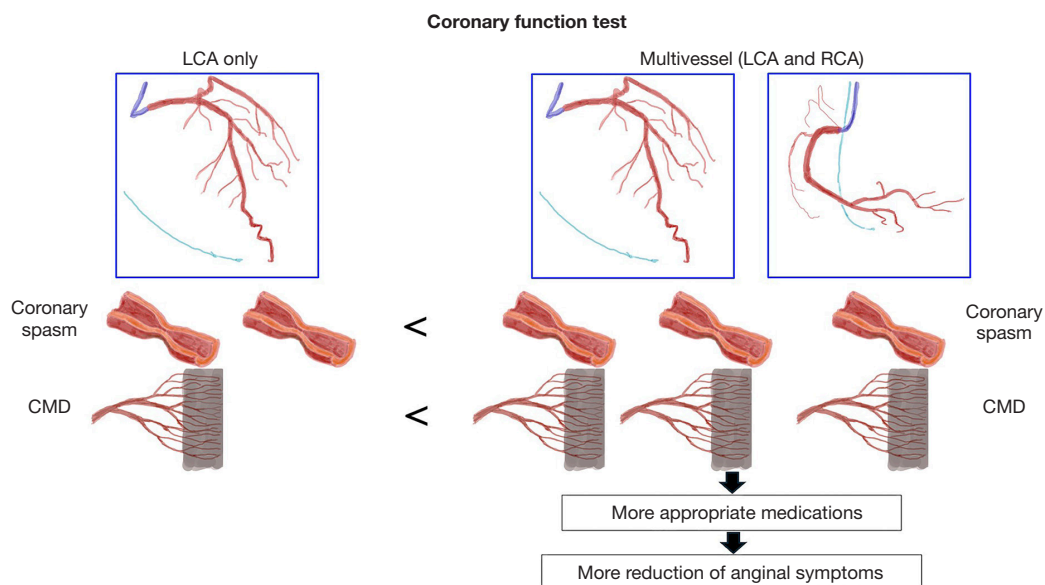 Coronary function test
LCA only
Multivessel (LCA and RCA)
Coronary
spasm
<
Coronary
spasm
CMD
<
CMD
More appropriate medications
More reduction of anginal symptoms